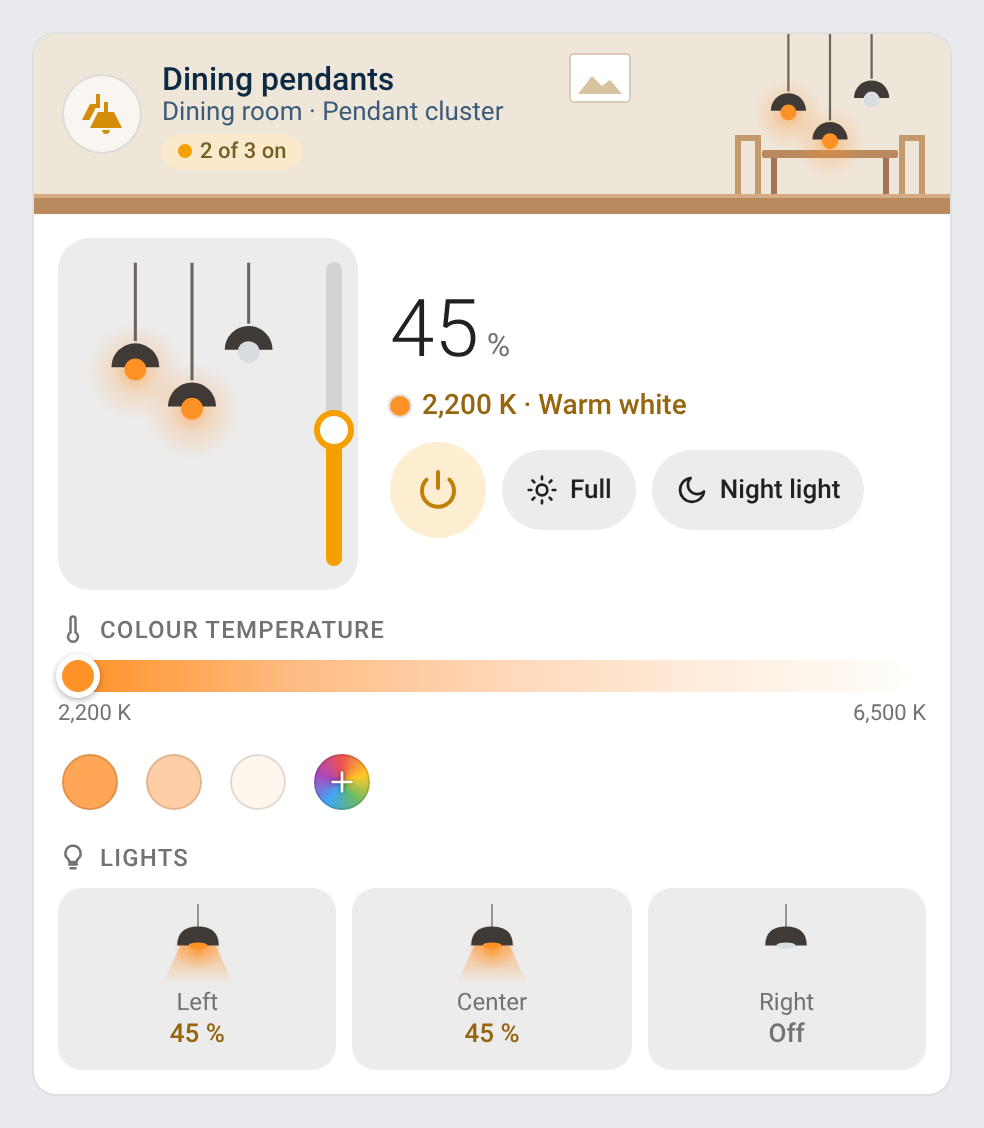 Dining pendants
Dining room · Pendant cluster
2 of 3 on
45 %
2,200 K · Warm white
Full
Night light
COLOUR TEMPERATURE
2,200 K
6,500 K
LIGHTS
Left
45 %
Center
45 %
Right
Off